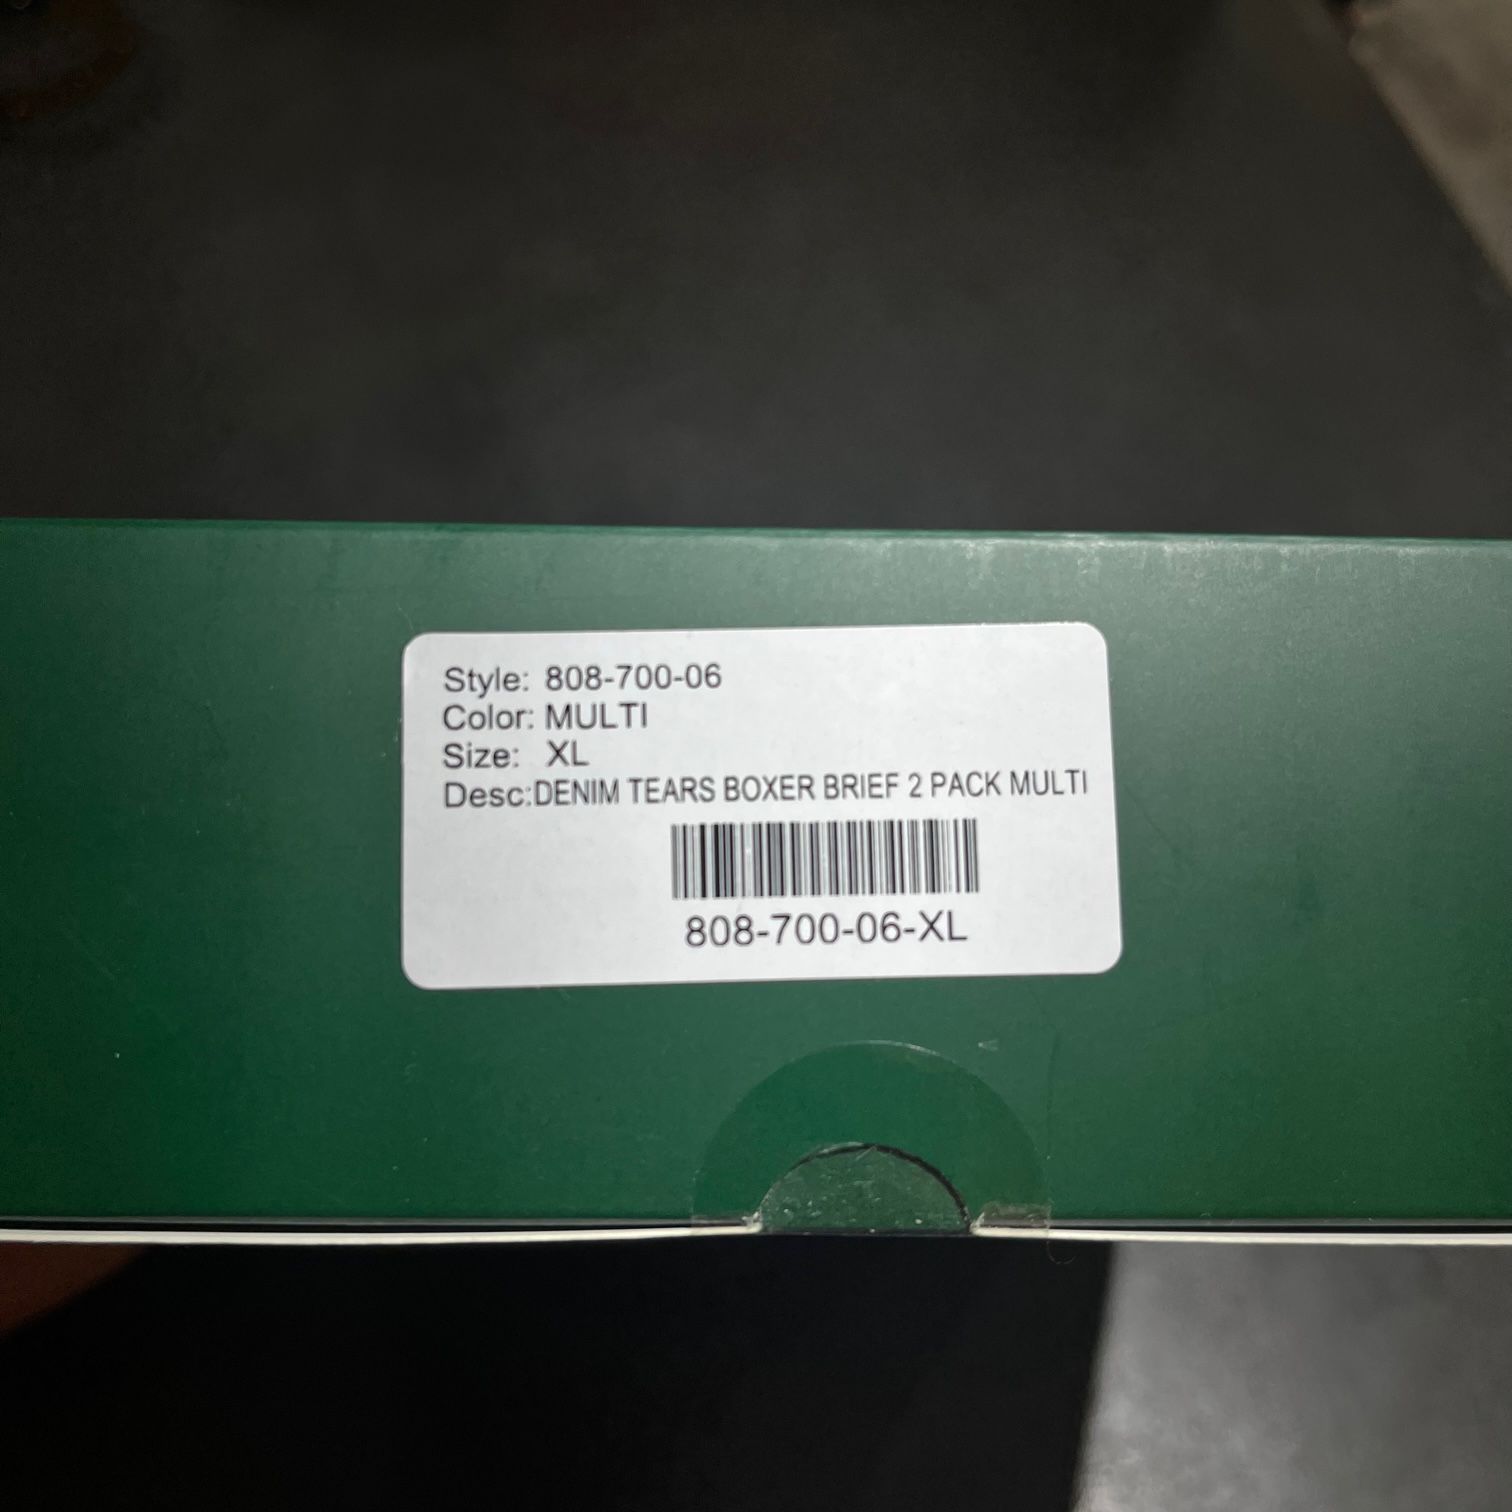 Style: 808-700-06
Color: MULTI
Size: XL
Desc:DENIM TEARS BOXER BRIEF 2 PACK MULTI
808-700-06-XL